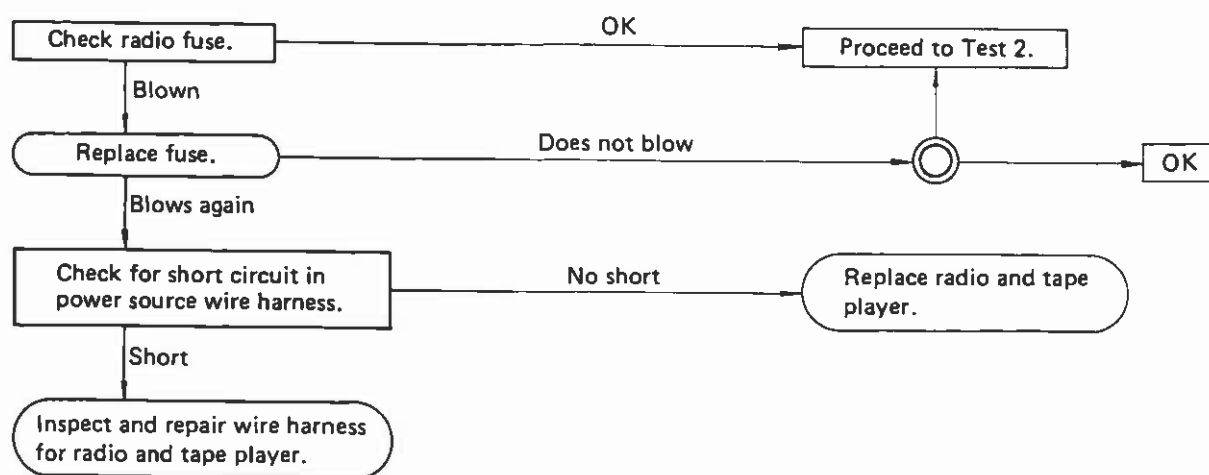 Check radio fuse.
OK
Proceed to Test 2.
Blown
Replace fuse.
Does not blow
OK
Blows again
Check for short circuit in
power source wire harness.
No short
Replace radio and tape
player.
Short
Inspect and repair wire harness
for radio and tape player.